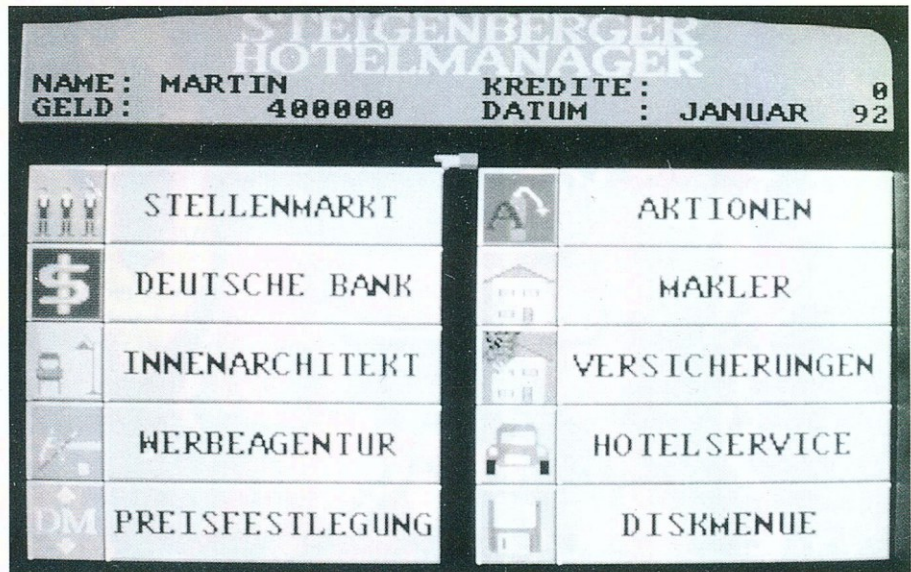 STEIGENBERGER
HOTELMANAGER
NAME: MARTIN KREDITE: 0
GELD: 400000 DATUM : JANUAR 92
STELLENMARKT
AKTIONEN
$
DEUTSCHE BANK
MAKLER
INNENARCHITEKT
VERSICHERUNGEN
WERBEAGENTUR
HOTELSERVICE
DM
PREISFESTLEGUNG
DISKMENUE